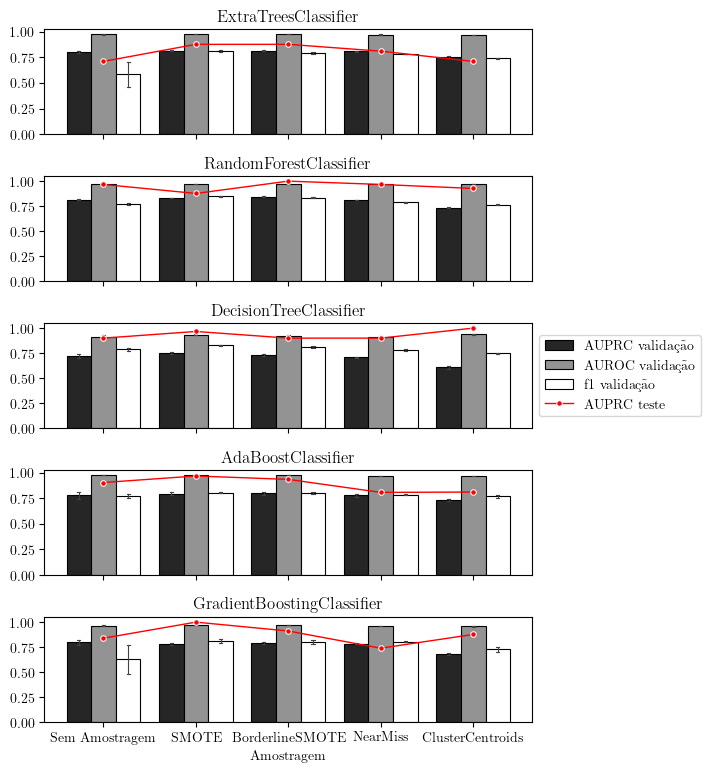 ExtraTreesClassifier
1.00
0.75
0.50
0.25
0.00
RandomForestClassifier
1.00
0.75
0.50
0.25
0.00
DecisionTreeClassifier
1.00
0.75
0.50
0.25
0.00
AUPRC validação
AUROC validação
f1 validação
AUPRC teste
AdaBoostClassifier
1.00
0.75
0.50
0.25
0.00
GradientBoostingClassifier
1.00
0.75
0.50
0.25
0.00
Sem Amostragem SMOTE BorderlineSMOTE NearMiss ClusterCentroids
Amostragem